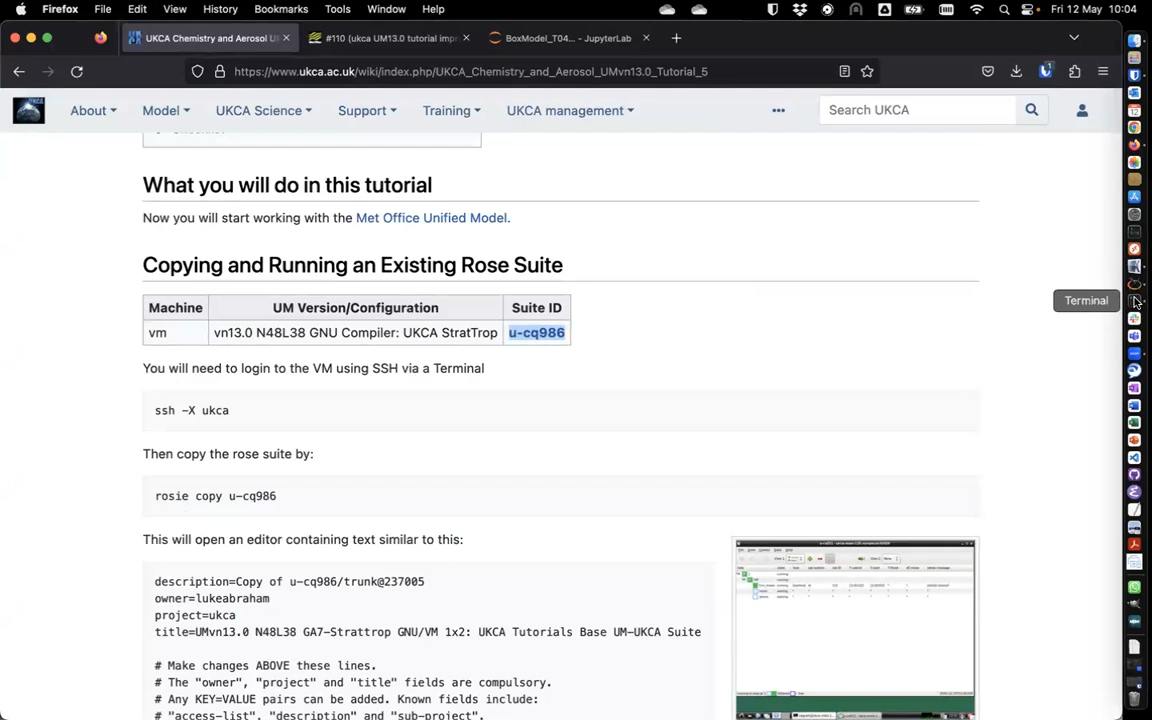 Firefox File Edit View History Bookmarks Tools Window Help Fri 12 May 10:04
UKCA Chemistry and Aerosol U
#110 (ukca UM13.0 tutorial impr
BoxModel_T04... - JupyterLab
https://www.ukca.ac.uk/wiki/index.php/UKCA_Chemistry_and_Aerosol_UMvn13.0_Tutorial_5
About Model UKCA Science Support Training UKCA management Search UKCA
What you will do in this tutorial
Now you will start working with the Met Office Unified Model.
Copying and Running an Existing Rose Suite
Machine UM Version/Configuration Suite ID
vm vn13.0 N48L38 GNU Compiler: UKCA StratTrop u-cq986
Terminal
You will need to login to the VM using SSH via a Terminal
ssh -X ukca
Then copy the rose suite by:
rosie copy u-cq986
This will open an editor containing text similar to this:
description=Copy of u-cq986/trunk@237005
owner=lukeabraham
project=ukca
title=UMvn13.0 N48L38 GA7-Strattrop GNU/VM 1x2: UKCA Tutorials Base UM-UKCA Suite
# Make changes ABOVE these lines.
# The "owner", "project" and "title" fields are compulsory.
# Any KEY=VALUE pairs can be added. Known fields include:
# "access-list", "description" and "sub-project".